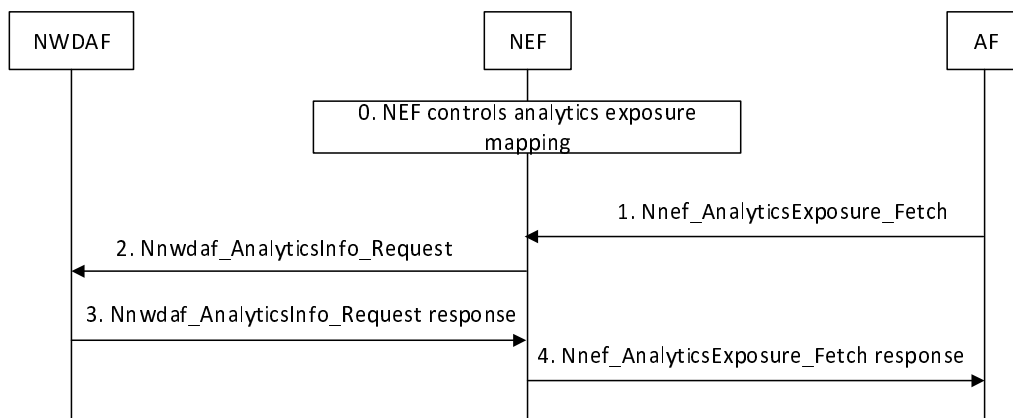 NWDAF
NEF
AF
0. NEF controls analytics exposure
mapping
1. Nnef_AnalyticsExposure_Fetch
2. Nnwdaf_AnalyticsInfo_Request
3. Nnwdaf_AnalyticsInfo_Request response
4. Nnef_AnalyticsExposure_Fetch response